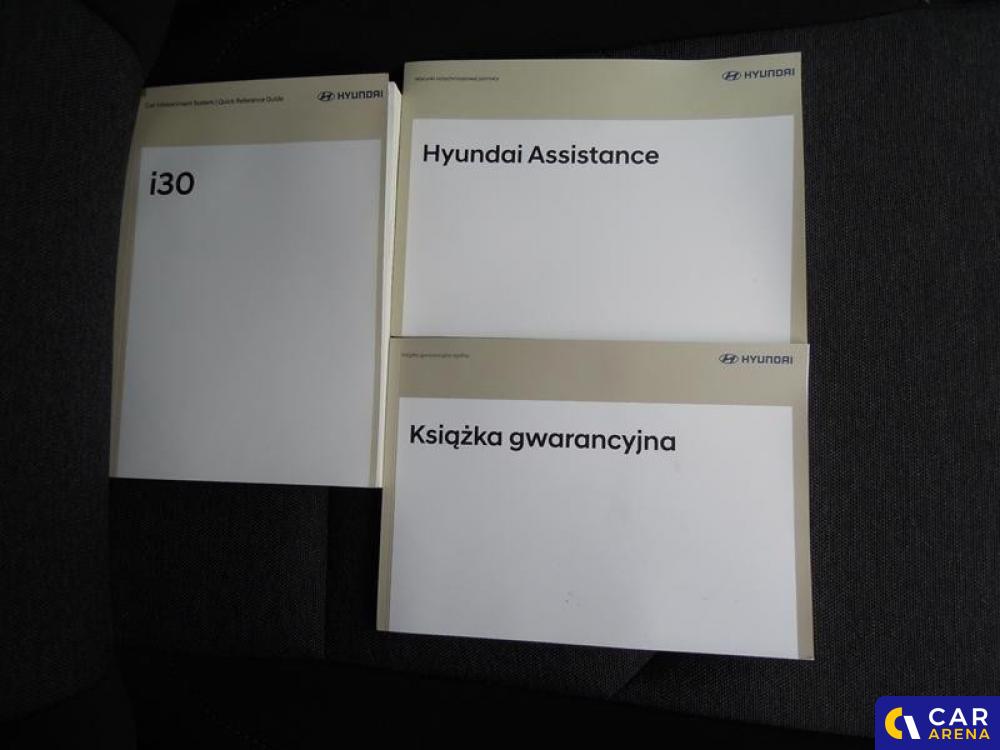 Car Infotainment System | Quick Reference Guide
HYUNDAI
i30
HYUNDAI
Hyundai Assistance
HYUNDAI
Książka gwarancyjna
CAR
ARENA